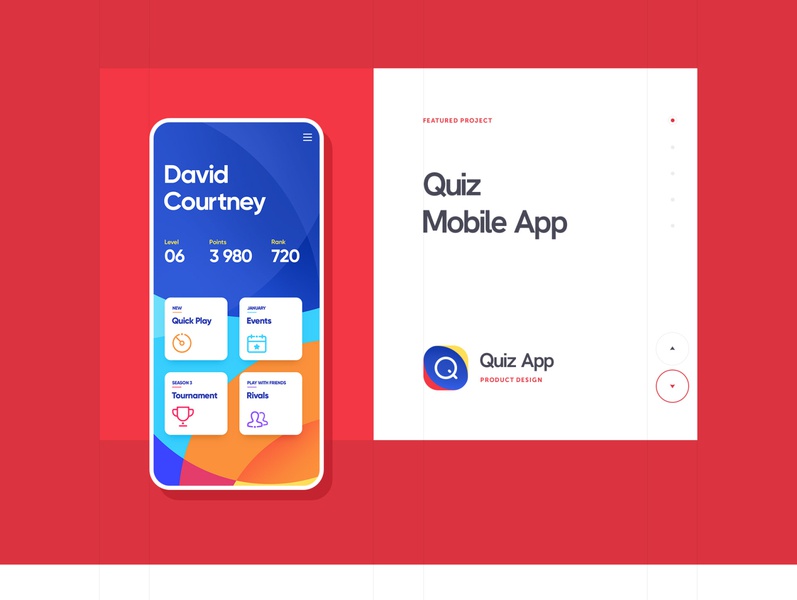 David
Courtney
Level Points Rank
06 3 980 720
NEW
Quick Play
JANUARY
Events
SEASON 3
Tournament
PLAY WITH FRIENDS
Rivals
FEATURED PROJECT
Quiz
Mobile App
Quiz App
PRODUCT DESIGN